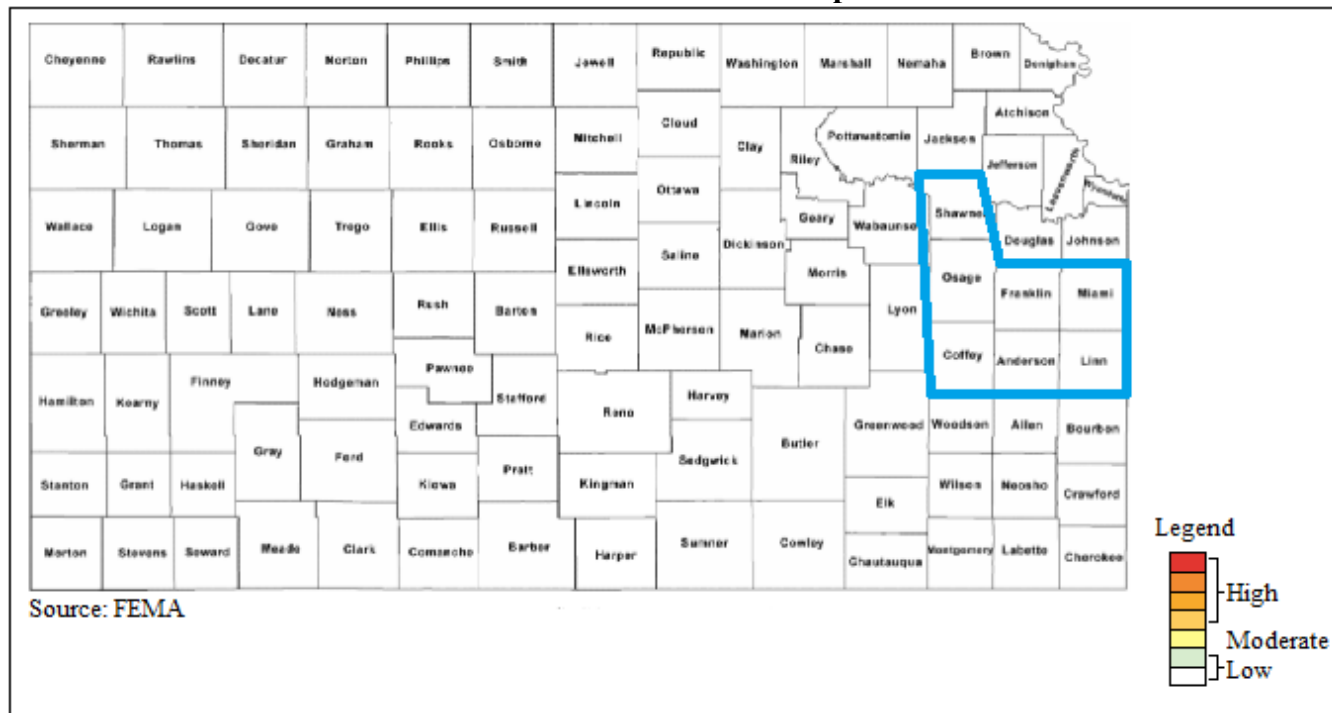 Cheyenne Rawlins Decatur Norton Phillips Smith Jewell Republic Washington Marshall Nemaha Brown Doniphan
Atchison
Sherman Thomas Sheridan Graham Rooks Osborne Mitchell Cloud Clay Riley Pottawatomie Jackson Jefferson Leavenworth Wyandotte
Lincoln Ottawa Geary Wabaunse Shawne
Wallace Logan Gove Trego Ellis Russell Dickinson Douglas Johnson
Ellsworth Saline Morris Osage
Greeley Wichita Scott Lane Ness Rush Barton Rice McPherson Marion Chase Lyon Franklin Miami
Pawnee Coffey Anderson Linn
Hamilton Kearny Finney Hodgeman Stafford Reno Harvey
Edwards Greenwood Woodson Allen Bourbon
Gray Ford Butler
Stanton Grant Haskell Kiowa Pratt Kingman Sedgwick Elk Wilson Neosho Crawford
Morton Stevens Seward Meade Clark Comanche Barber Harper Sumner Cowley Chautauqua Montgomery Labette Cherokee
Source: FEMA
Legend
High
Moderate
Low